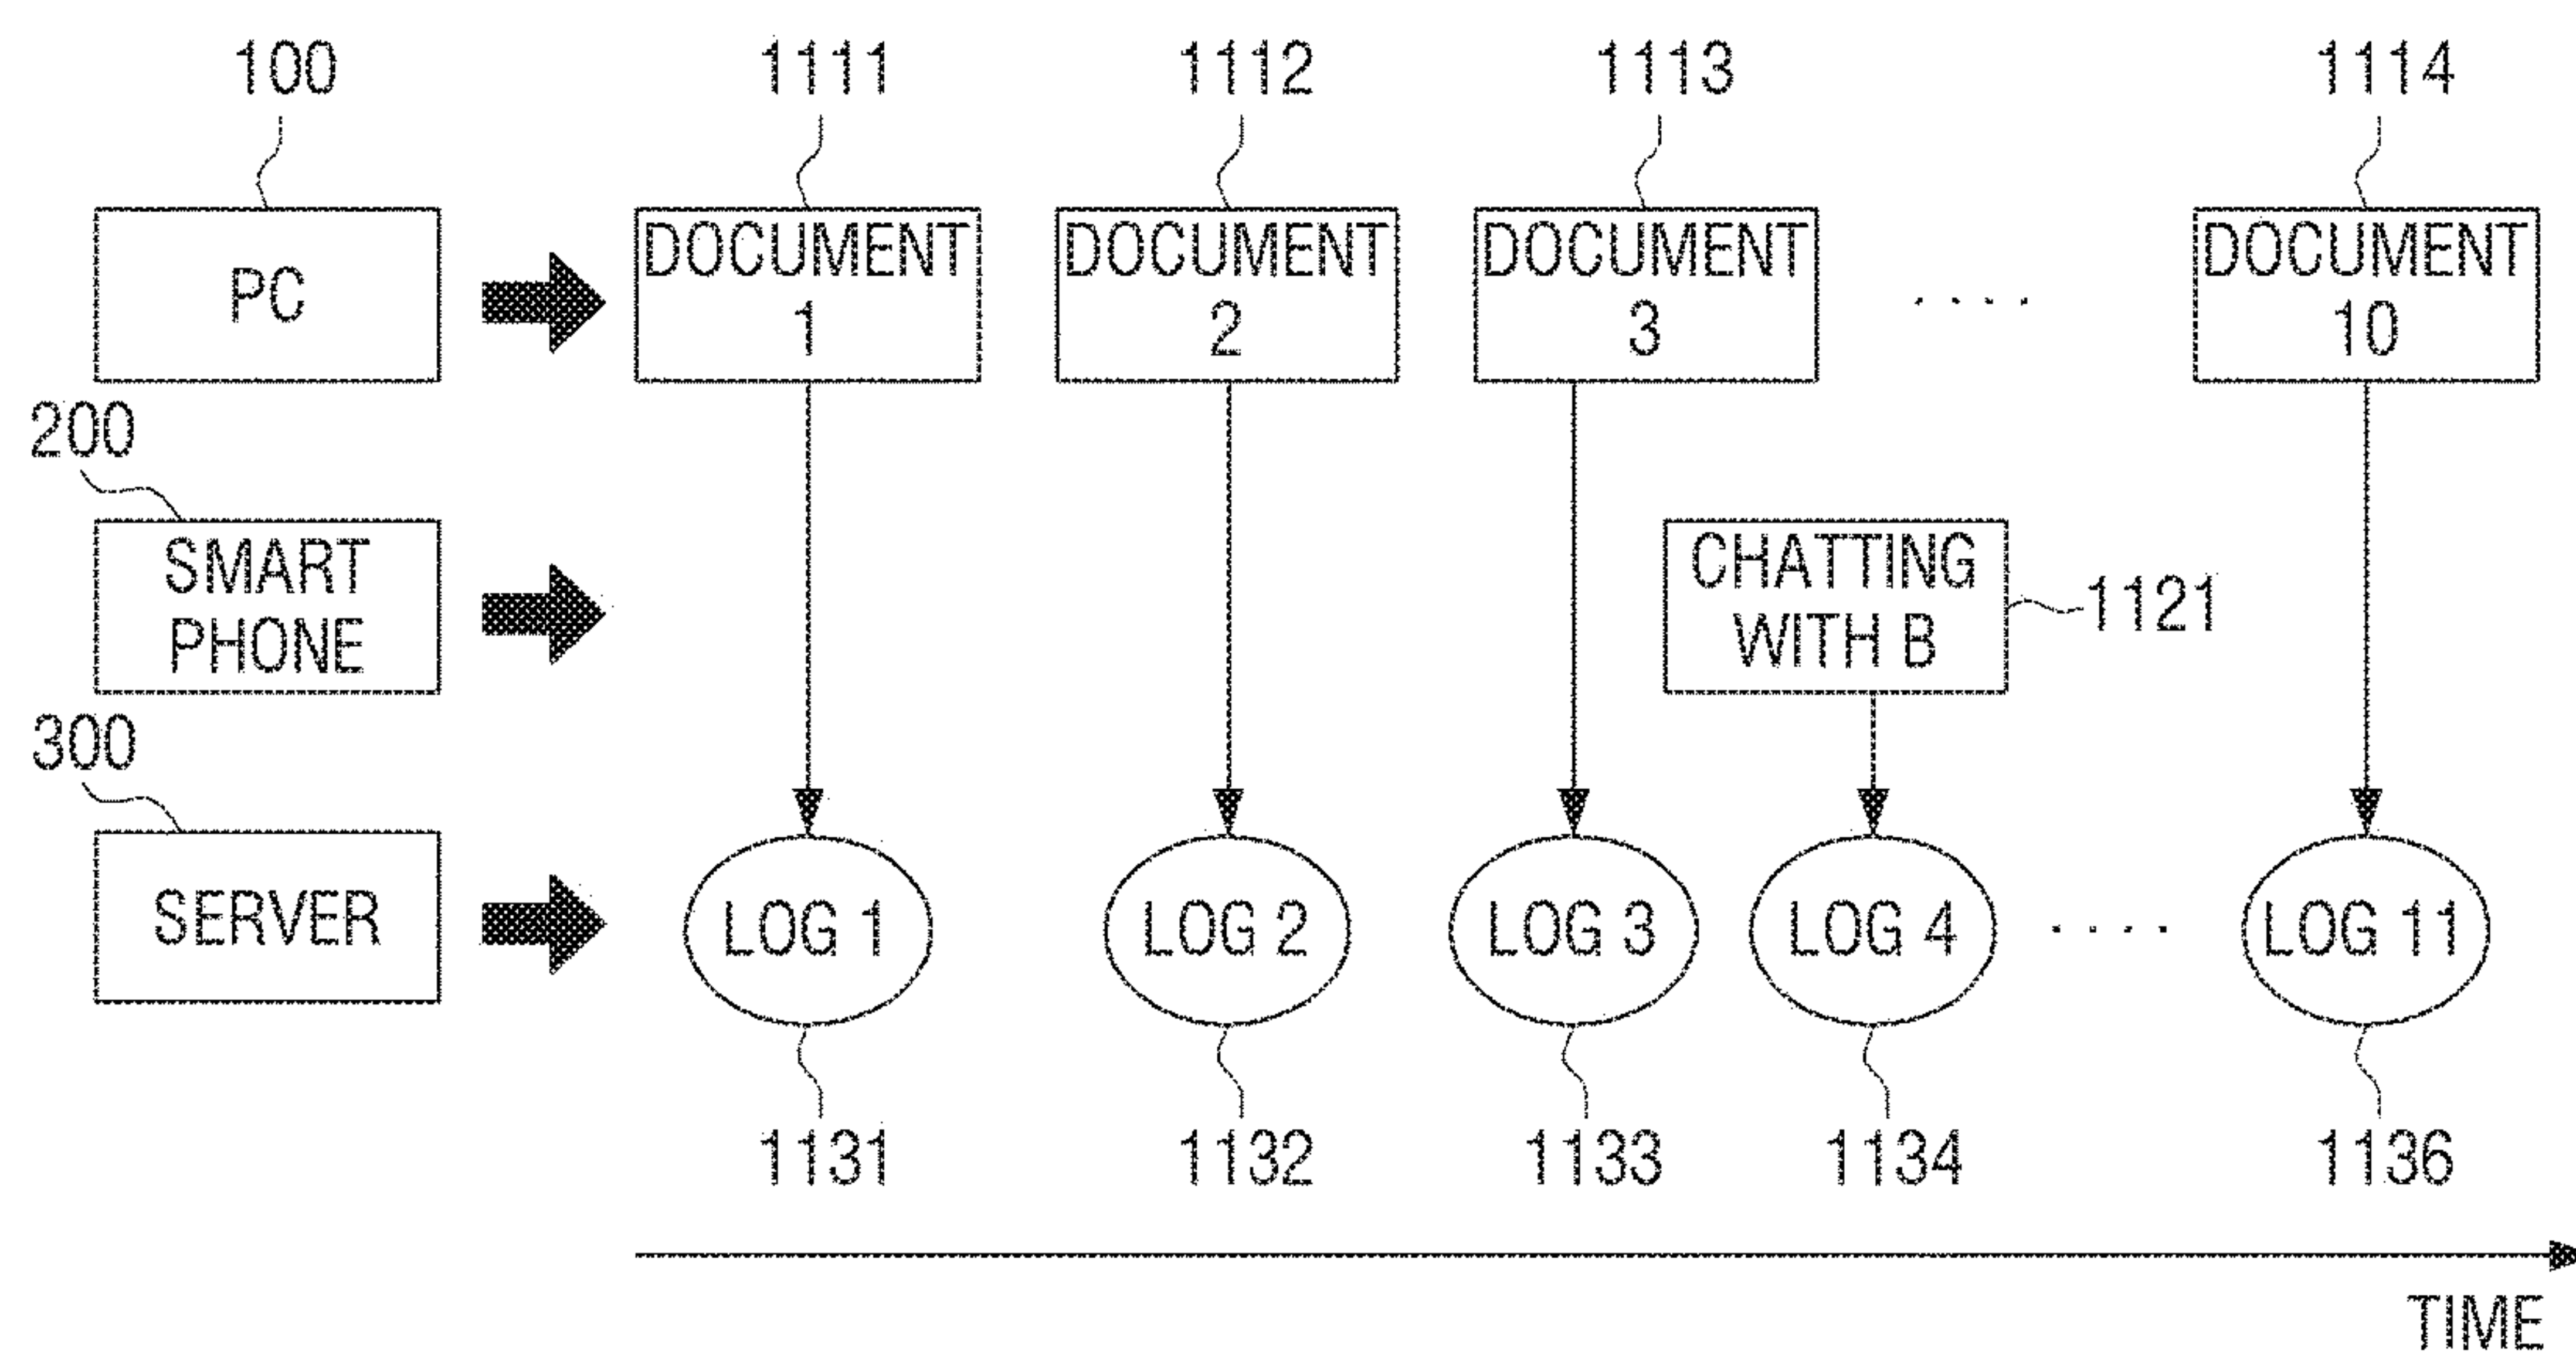 100 1111 1112 1113 1114
PC DOCUMENT 1 DOCUMENT 2 DOCUMENT 3 . . . . DOCUMENT 10
200
SMART PHONE CHATTING WITH B 1121
300
SERVER LOG 1 LOG 2 LOG 3 LOG 4 . . . . LOG 11
1131 1132 1133 1134 1136
TIME